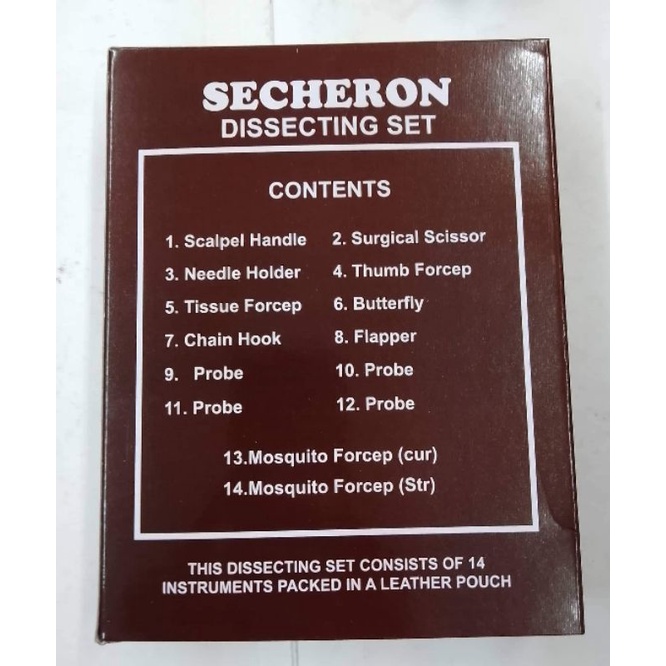 SECHERON
DISSECTING SET
CONTENTS
1. Scalpel Handle 2. Surgical Scissor
3. Needle Holder 4. Thumb Forcep
5. Tissue Forcep 6. Butterfly
7. Chain Hook 8. Flapper
9. Probe 10. Probe
11. Probe 12. Probe
13.Mosquito Forcep (cur)
14.Mosquito Forcep (Str)
THIS DISSECTING SET CONSISTS OF 14
INSTRUMENTS PACKED IN A LEATHER POUCH